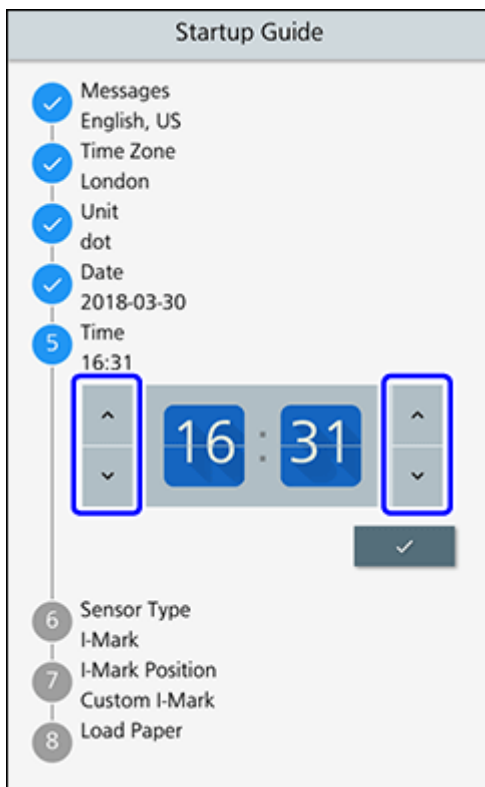 Startup Guide
Messages
English, US
Time Zone
London
Unit
dot
Date
2018-03-30
5
Time
16:31
16 : 31
6
Sensor Type
I-Mark
7
I-Mark Position
Custom I-Mark
8
Load Paper